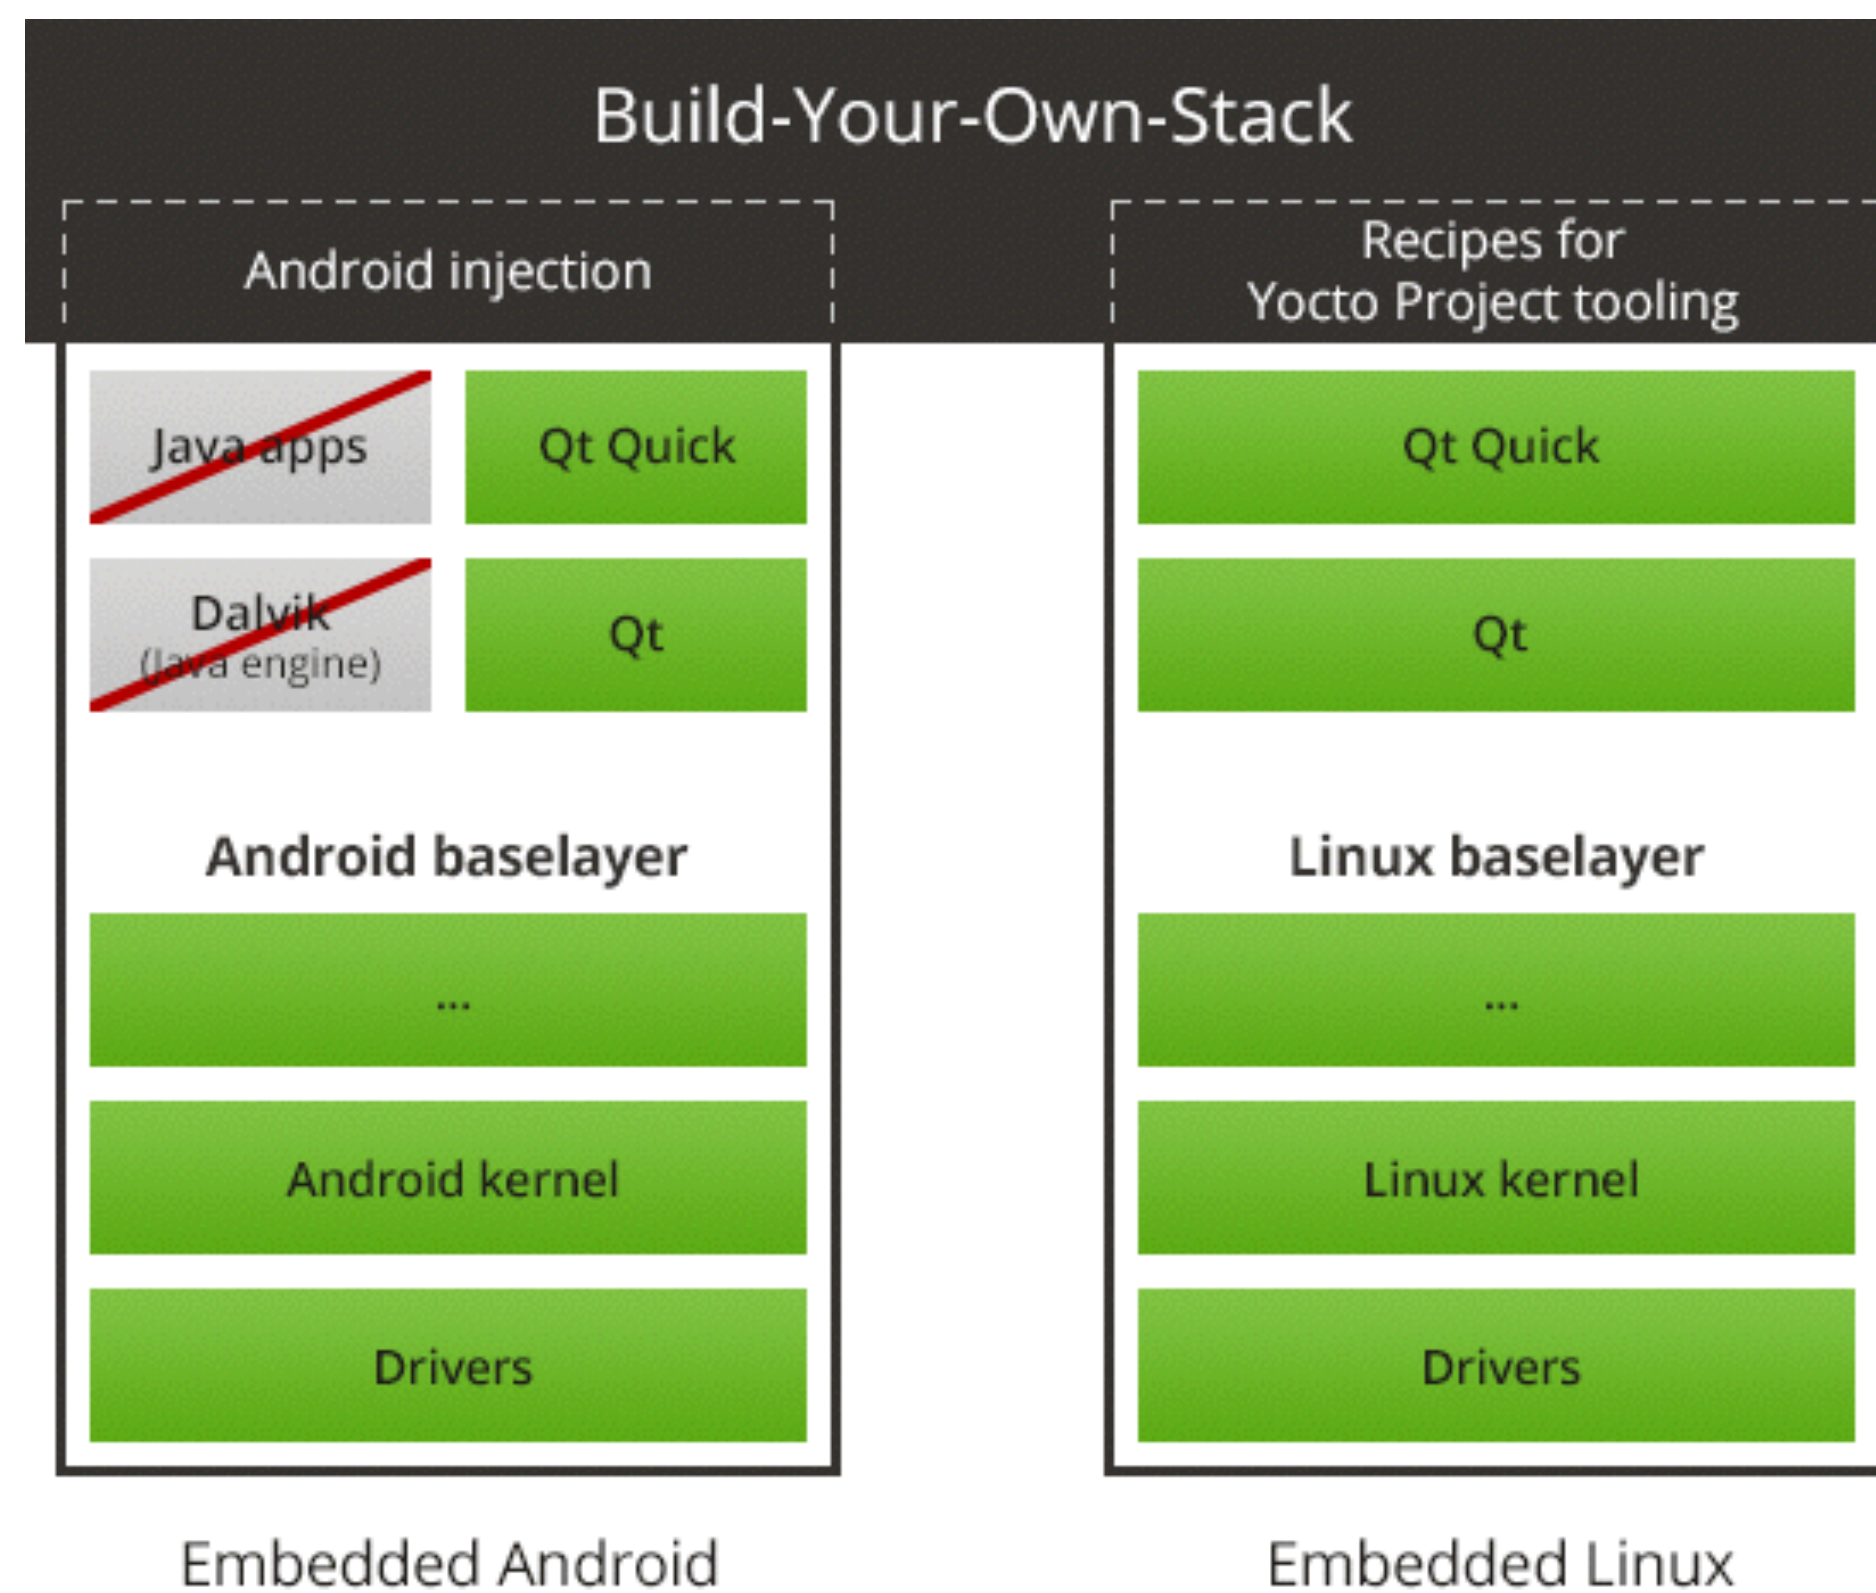 Build-Your-Own-Stack
Android injection
Java apps
Qt Quick
Dalvik
(Java engine)
Qt
Android baselayer
...
Android kernel
Drivers
Embedded Android
Recipes for
Yocto Project tooling
Qt Quick
Qt
Linux baselayer
...
Linux kernel
Drivers
Embedded Linux